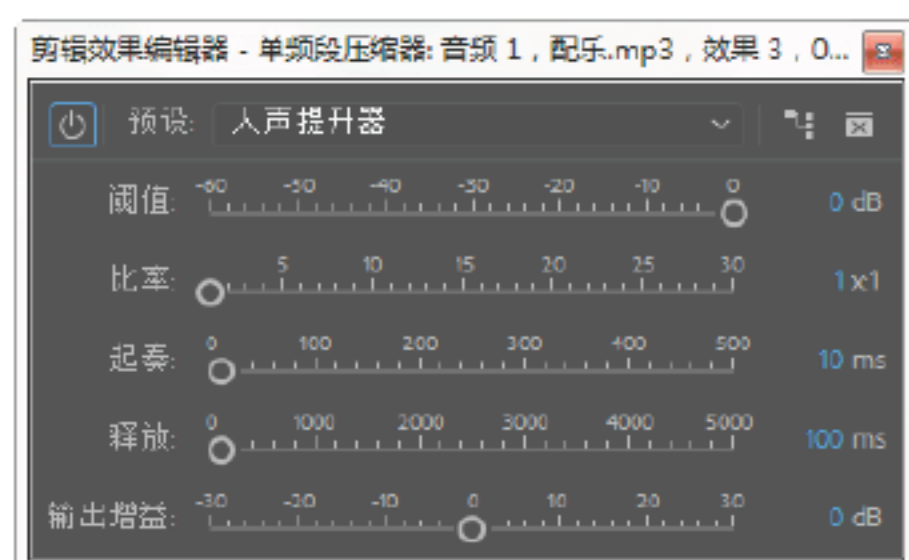 剪辑效果编辑器 - 单频段压缩器: 音频 1，配乐.mp3，效果 3，0...
预设: 人声提升器
阈值: -60 -50 -40 -30 -20 -10 0 0 dB
比率: 5 10 15 20 25 30 1 x1
起奏: 0 100 200 300 400 500 10 ms
释放: 0 1000 2000 3000 4000 5000 100 ms
输出增益: -30 -20 -10 0 10 20 30 0 dB